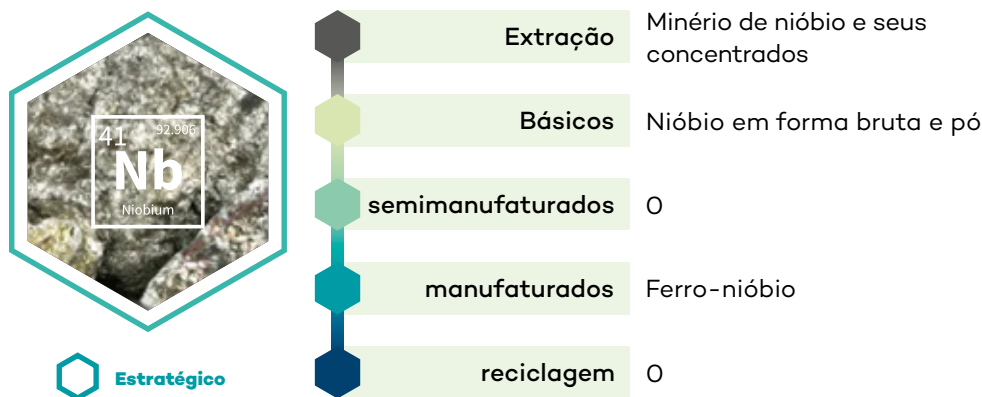 41
92.906
Nb
Niobium
Estratégico
Extração
Minério de nióbio e seus
concentrados
Básicos
Nióbio em forma bruta e pó
semimanufaturados
0
manufaturados
Ferro-nióbio
reciclagem
0